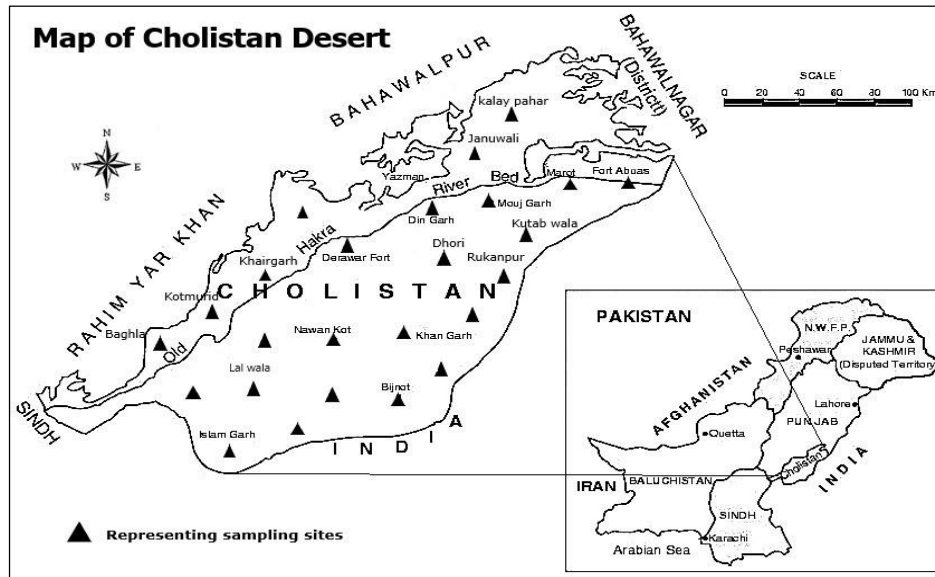 Map of Cholistan Desert
BAHAWALPUR
BAHAWALNAGAR
(Districtt)
SCALE
0 20 40 60 80 100 Km
N
W E
S
kalay pahar
Januwali
Yazman
River Bed
Marot
Fort Abuas
Mouj Garh
Din Garh
Kutab wala
Hakra
Derawar Fort
Dhori
Rukanpur
RAHIM YAR KHAN
Khairgarh
CHOLISTAN
Kotmurid
Baghla
Old
Nawan Kot
Khan Garh
Lal wala
Bijnot
SINDH
Islam Garh
INDIA
Representing sampling sites
PAKISTAN
N.W.F.P.
Peshawar
JAMMU &
KASHMIR
(Disputed Territory)
AFGHANISTAN
Lahore
PUNJAB
Quetta
Cholistan
INDIA
IRAN
BALUCHISTAN
SINDH
Karachi
Arabian Sea